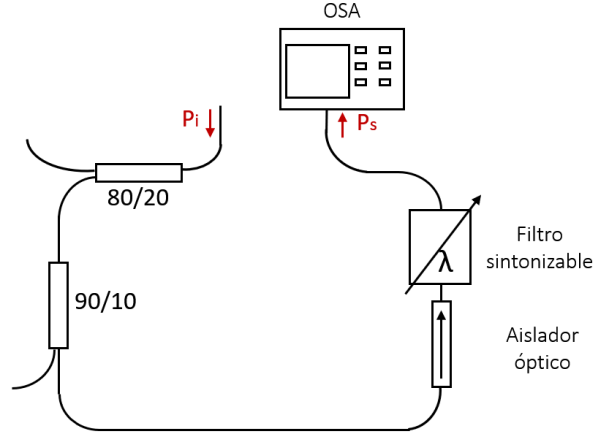 OSA
Pi
Ps
80/20
90/10
λ
Filtro
sintonizable
Aislador
óptico